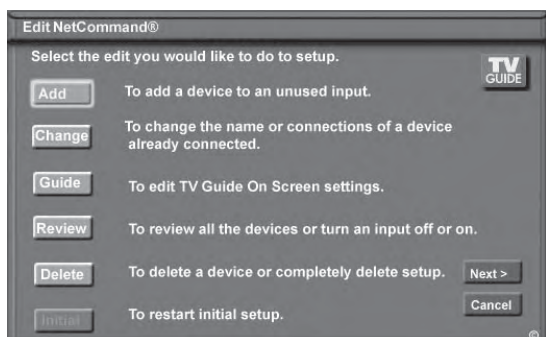 Edit NetCommand®
Select the edit you would like to do to setup.
TV
GUIDE
Add
To add a device to an unused input.
Change
To change the name or connections of a device
already connected.
Guide
To edit TV Guide On Screen settings.
Review
To review all the devices or turn an input off or on.
Delete
To delete a device or completely delete setup.
Next >
Initial
To restart initial setup.
Cancel
©